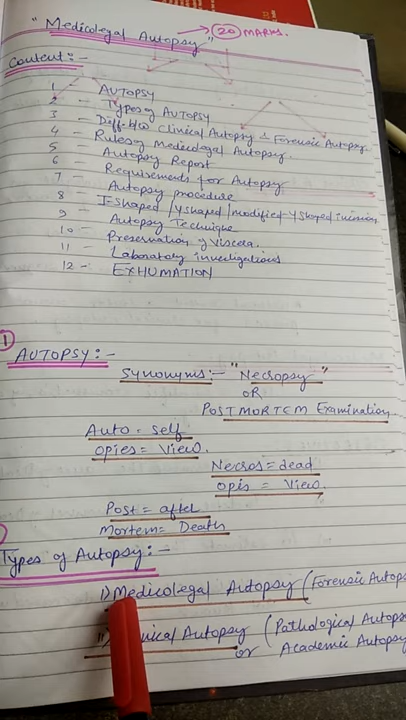 "Medicolegal Autopsy" → 20 MARKS.
Content:-
1 - AUTOPSY
2 - Types of AUTOPSY
3 - Diff. b/w Clinical Autopsy & Forensic Autopsy.
4 - Rules of Medicolegal Autopsy.
5 - Autopsy Report
6 - Requirements for Autopsy
7 - Autopsy procedure
8 - I-shaped / Y shaped / modified Y shaped incision
9 - Autopsy Technique
10 - Preservation of Viscera.
11 - Laboratory investigations
12 - EXHUMATION
1
AUTOPSY:-
Synonyms:- "Necropsy"
OR
POSTMORTEM Examination
Auto = self
opies = View.
Necros = dead
opis = View.
Post = after
Mortem = Death
Types of Autopsy:-
i) Medicolegal Autopsy (Forensic Autops
ii) nical Autopsy (Pathological Autops
or Academic Autopsy